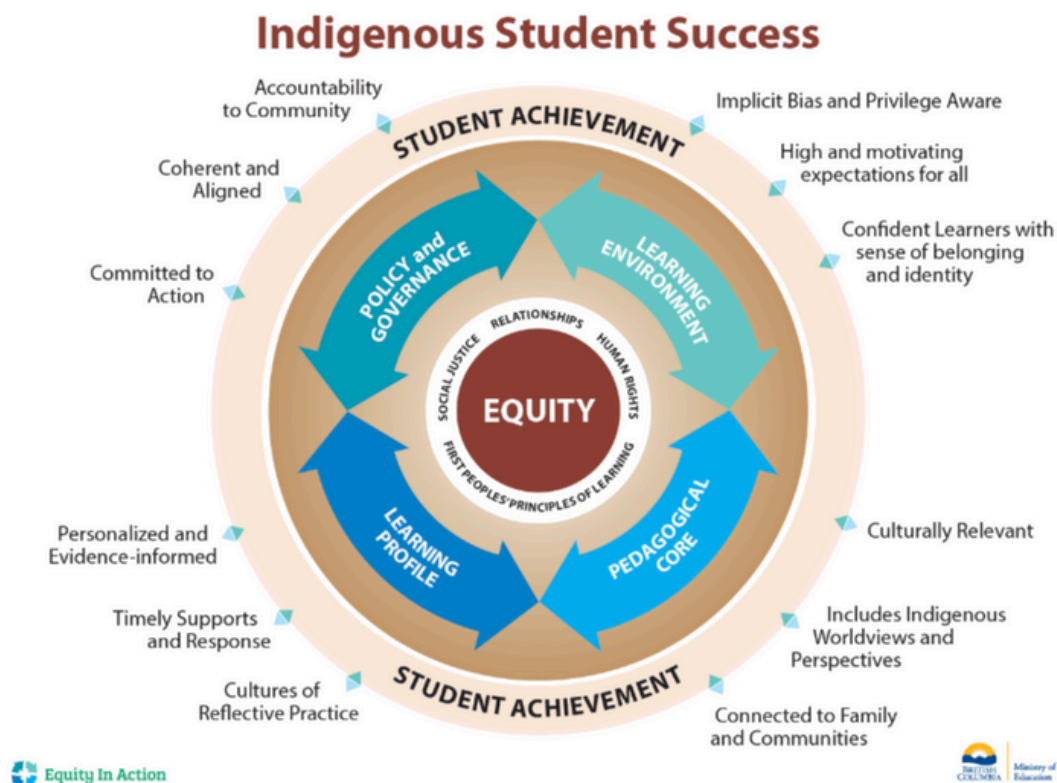 Indigenous Student Success
Accountability
to Community
Coherent and
Aligned
Committed to
Action
STUDENT ACHIEVEMENT
Implicit Bias and Privilege Aware
High and motivating
expectations for all
Confident Learners with
sense of belonging
and identity
POLICY and
GOVERNANCE
LEARNING
ENVIRONMENT
RELATIONSHIPS
SOCIAL JUSTICE
HUMAN RIGHTS
EQUITY
FIRST PEOPLES' PRINCIPLES OF LEARNING
LEARNING
PROFILE
PEDAGOGICAL
CORE
Personalized and
Evidence-informed
Timely Supports
and Response
Cultures of
Reflective Practice
STUDENT ACHIEVEMENT
Culturally Relevant
Includes Indigenous
Worldviews and
Perspectives
Connected to Family
and Communities
Equity In Action
BRITISH
COLUMBIA
Ministry of
Education